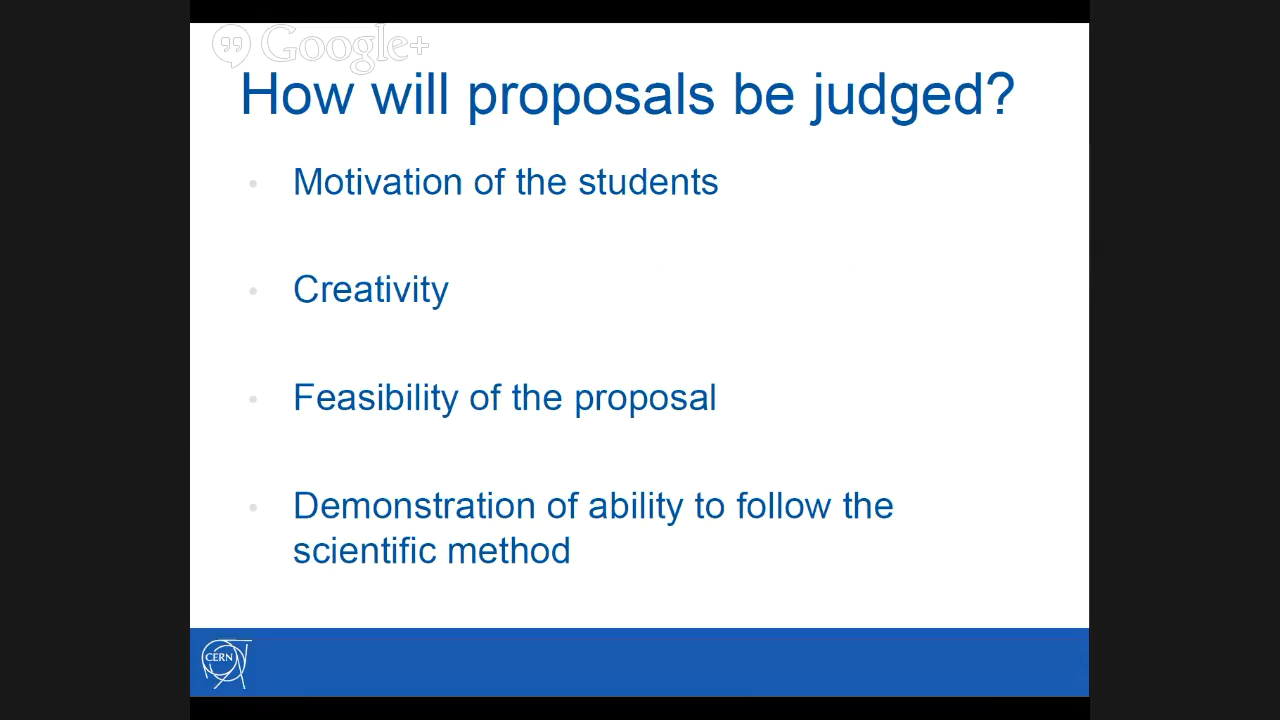 Google+
How will proposals be judged?
• Motivation of the students
• Creativity
• Feasibility of the proposal
• Demonstration of ability to follow the
scientific method
CERN